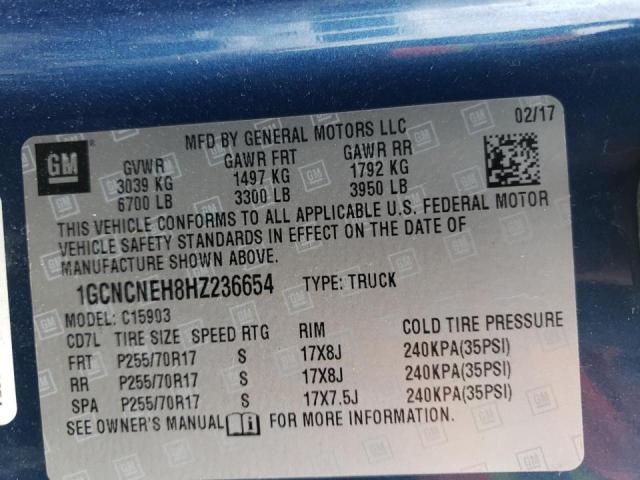 02/17
MFD BY GENERAL MOTORS LLC
GM
GVWR GAWR FRT GAWR RR
3039 KG 1497 KG 1792 KG
6700 LB 3300 LB 3950 LB
THIS VEHICLE CONFORMS TO ALL APPLICABLE U.S. FEDERAL MOTOR
VEHICLE SAFETY STANDARDS IN EFFECT ON THE DATE OF
MANUFACTURE SHOWN ABOVE.
1GCNCNEH8HZ236654 TYPE: TRUCK
MODEL: C15903
CD7L TIRE SIZE SPEED RTG RIM COLD TIRE PRESSURE
FRT P255/70R17 S 17X8J 240KPA(35PSI)
RR P255/70R17 S 17X8J 240KPA(35PSI)
SPA P255/70R17 S 17X7.5J 240KPA(35PSI)
SEE OWNER'S MANUAL FOR MORE INFORMATION.